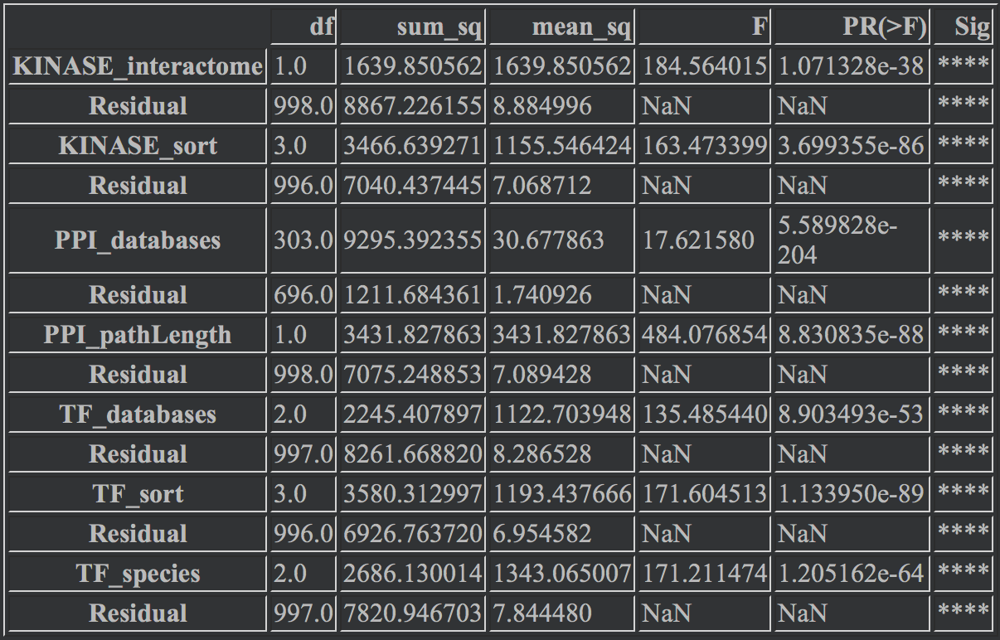 df sum_sq mean_sq F PR(>F) Sig
KINASE_interactome 1.0 1639.850562 1639.850562 184.564015 1.071328e-38 ****
Residual 998.0 8867.226155 8.884996 NaN NaN ****
KINASE_sort 3.0 3466.639271 1155.546424 163.473399 3.699355e-86 ****
Residual 996.0 7040.437445 7.068712 NaN NaN ****
PPI_databases 303.0 9295.392355 30.677863 17.621580 5.589828e-
204 ****
Residual 696.0 1211.684361 1.740926 NaN NaN ****
PPI_pathLength 1.0 3431.827863 3431.827863 484.076854 8.830835e-88 ****
Residual 998.0 7075.248853 7.089428 NaN NaN ****
TF_databases 2.0 2245.407897 1122.703948 135.485440 8.903493e-53 ****
Residual 997.0 8261.668820 8.286528 NaN NaN ****
TF_sort 3.0 3580.312997 1193.437666 171.604513 1.133950e-89 ****
Residual 996.0 6926.763720 6.954582 NaN NaN ****
TF_species 2.0 2686.130014 1343.065007 171.211474 1.205162e-64 ****
Residual 997.0 7820.946703 7.844480 NaN NaN ****